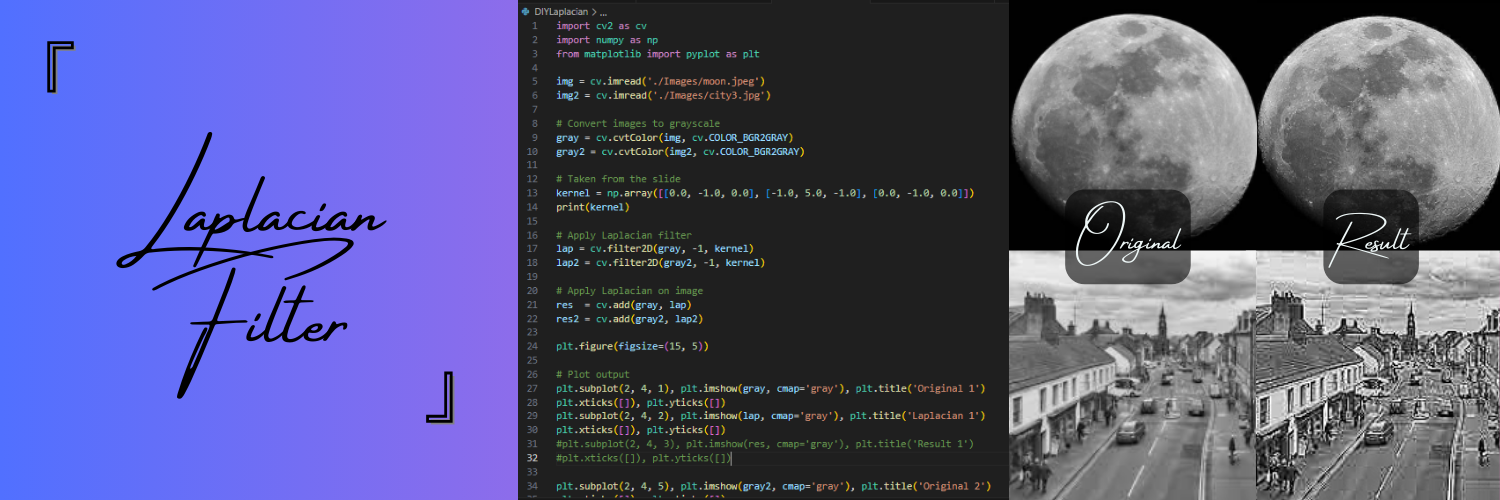 Laplacian
Filter
DIYLaplacian > ...
1 import cv2 as cv
2 import numpy as np
3 from matplotlib import pyplot as plt
4
5 img = cv.imread('./Images/moon.jpeg')
6 img2 = cv.imread('./Images/city3.jpg')
7
8 # Convert images to grayscale
9 gray = cv.cvtColor(img, cv.COLOR_BGR2GRAY)
10 gray2 = cv.cvtColor(img2, cv.COLOR_BGR2GRAY)
11
12 # Taken from the slide
13 kernel = np.array([[0.0, -1.0, 0.0], [-1.0, 5.0, -1.0], [0.0, -1.0, 0.0]])
14 print(kernel)
15
16 # Apply Laplacian filter
17 lap = cv.filter2D(gray, -1, kernel)
18 lap2 = cv.filter2D(gray2, -1, kernel)
19
20 # Apply Laplacian on image
21 res  = cv.add(gray, lap)
22 res2 = cv.add(gray2, lap2)
23
24 plt.figure(figsize=(15, 5))
25
26 # Plot output
27 plt.subplot(2, 4, 1), plt.imshow(gray, cmap='gray'), plt.title('Original 1')
28 plt.xticks([]), plt.yticks([])
29 plt.subplot(2, 4, 2), plt.imshow(lap, cmap='gray'), plt.title('Laplacian 1')
30 plt.xticks([]), plt.yticks([])
31 #plt.subplot(2, 4, 3), plt.imshow(res, cmap='gray'), plt.title('Result 1')
32 #plt.xticks([]), plt.yticks([])
33
34 plt.subplot(2, 4, 5), plt.imshow(gray2, cmap='gray'), plt.title('Original 2')
Original
Result